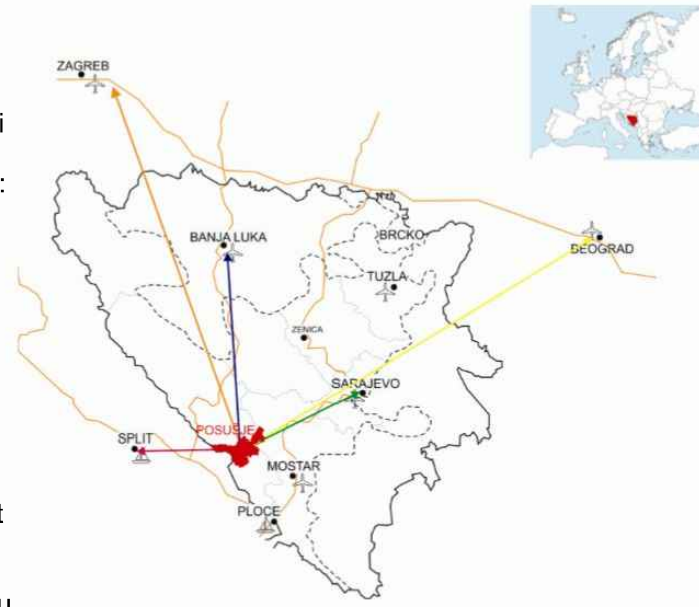 ZAGREB
i
:
BANJA LUKA
BRCKO
BEOGRAD
TUZLA
ZENICA
SARAJEVO
POSUSJE
SPLIT
MOSTAR
PLOCE
t
u